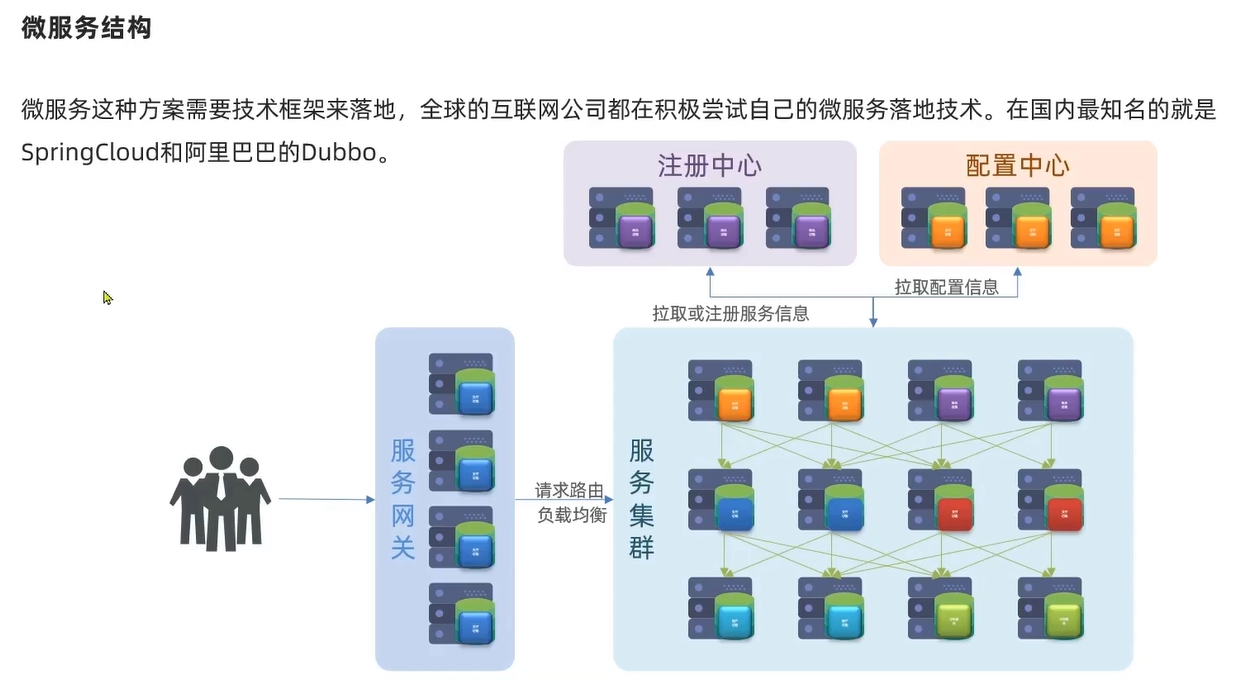 微服务结构
微服务这种方案需要技术框架来落地，全球的互联网公司都在积极尝试自己的微服务落地技术。在国内最知名的就是
SpringCloud和阿里巴巴的Dubbo。
注册中心
配置中心
拉取配置信息
拉取或注册服务信息
服务网关
请求路由
负载均衡
服务集群